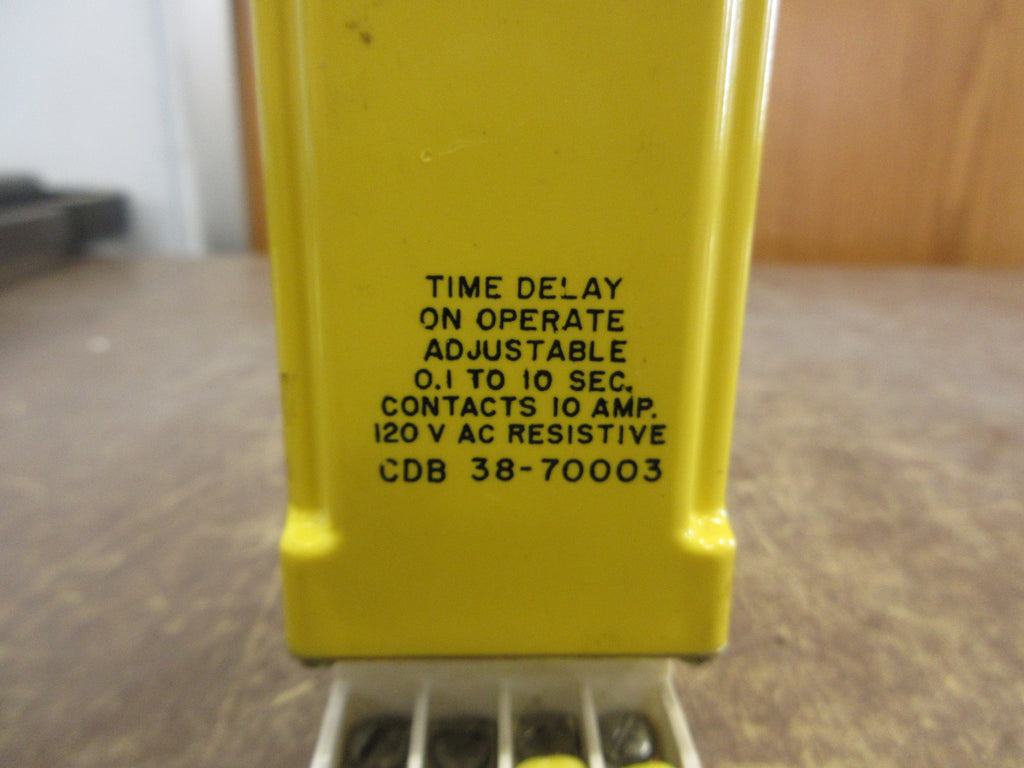 TIME DELAY
ON OPERATE
ADJUSTABLE
0.1 TO 10 SEC.
CONTACTS 10 AMP.
120 V AC RESISTIVE
CDB 38-70003